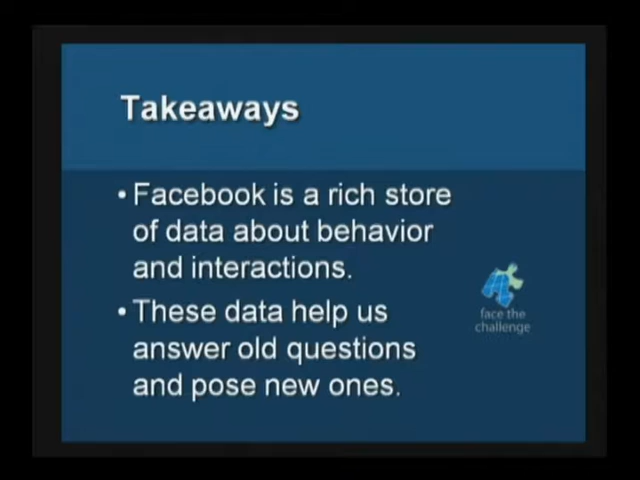 Takeaways
• Facebook is a rich store
of data about behavior
and interactions.
• These data help us
answer old questions
and pose new ones.
face the
challenge